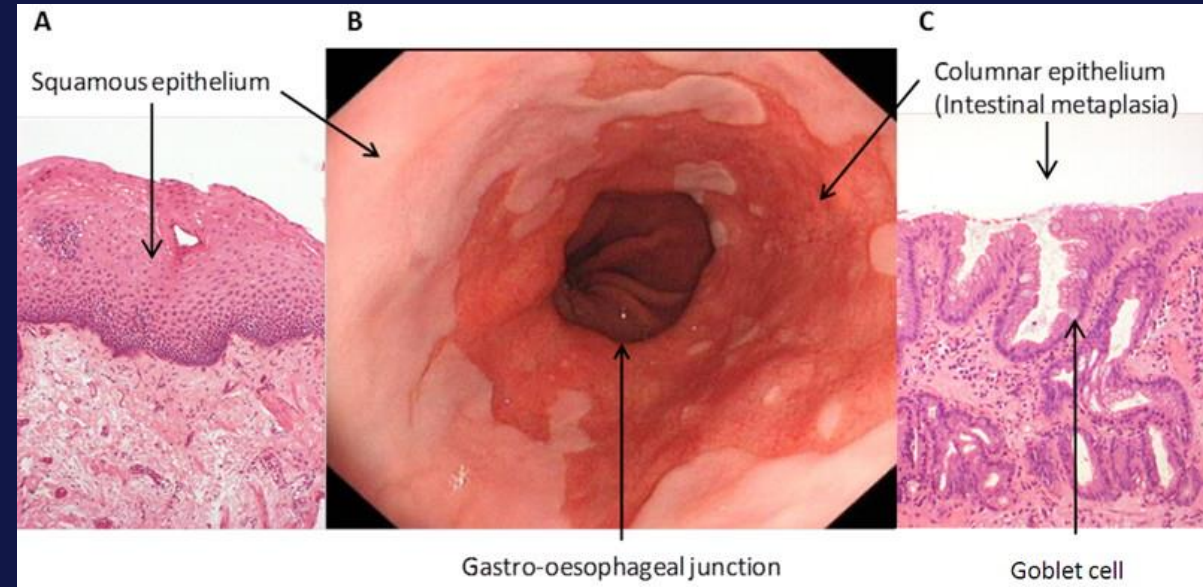 A
B
C
Squamous epithelium
Columnar epithelium
(Intestinal metaplasia)
Gastro-oesophageal junction
Goblet cell